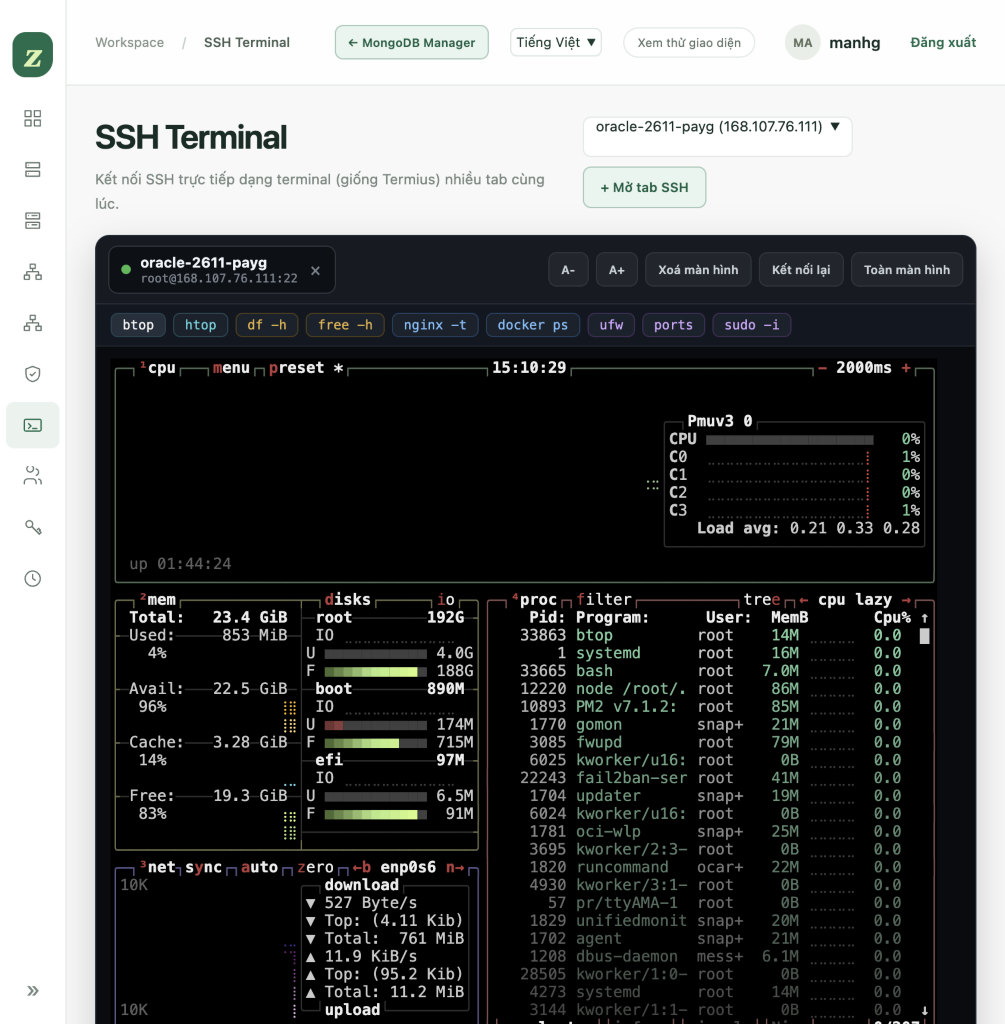 z
Workspace / SSH Terminal
← MongoDB Manager
Tiếng Việt ▼
Xem thử giao diện
MA manhg
Đăng xuất
SSH Terminal
Kết nối SSH trực tiếp dạng terminal (giống Termius) nhiều tab cùng
lúc.
oracle-2611-payg (168.107.76.111) ▼
+ Mở tab SSH
oracle-2611-payg
root@168.107.76.111:22 ×
A- A+ Xoá màn hình Kết nối lại Toàn màn hình
btop htop df -h free -h nginx -t docker ps ufw ports sudo -i
¹cpu menu preset * 15:10:29 - 2000ms +
Pmuv3 0
CPU 0%
C0 1%
C1 0%
C2 0%
C3 1%
Load avg: 0.21 0.33 0.28
up 01:44:24
²mem
Total: 23.4 GiB
Used: 853 MiB
4%
Avail: 22.5 GiB
96%
Cache: 3.28 GiB
14%
Free: 19.3 GiB
83%
disks io
root 192G
IO
U 4.0G
F 188G
boot 890M
IO
U 174M
F 715M
efi 97M
IO
U 6.5M
F 91M
³net sync auto zero ←b enp0s6 n→
10K
10K
download
▼ 527 Byte/s
▼ Top: (4.11 Kib)
▼ Total: 761 MiB
▲ 11.9 KiB/s
▲ Top: (95.2 Kib)
▲ Total: 11.2 MiB
upload
⁴proc filter tree ← cpu lazy →
Pid: Program: User: MemB Cpu% ↑
33863 btop root 14M 0.0
1 systemd root 16M 0.0
33665 bash root 7.0M 0.0
12220 node /root/. root 86M 0.0
10893 PM2 v7.1.2: root 85M 0.0
1770 gomon snap+ 21M 0.0
3085 fwupd root 79M 0.0
6025 kworker/u16: root 0B 0.0
22243 fail2ban-ser root 41M 0.0
1704 updater snap+ 19M 0.0
6024 kworker/u16: root 0B 0.0
1781 oci-wlp snap+ 25M 0.0
3695 kworker/2:3- root 0B 0.0
1820 runcommand ocar+ 22M 0.0
4930 kworker/3:1- root 0B 0.0
57 pr/ttyAMA-1 root 0B 0.0
1829 unifiedmonit snap+ 20M 0.0
1702 agent snap+ 21M 0.0
1208 dbus-daemon mess+ 6.1M 0.0
28505 kworker/1:0- root 0B 0.0
4273 systemd root 14M 0.0
3144 kworker/1:1- root 0B 0.0 ↓